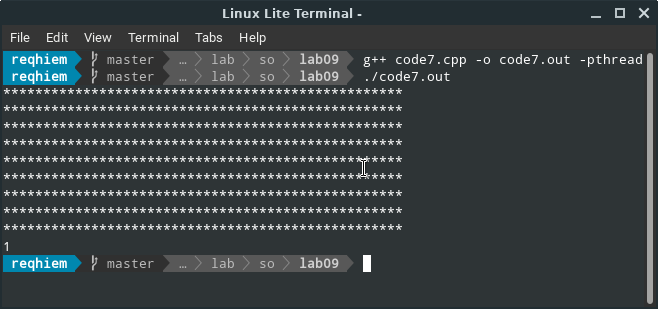 Linux Lite Terminal -
File Edit View Terminal Tabs Help
reqhiem master … lab so lab09 g++ code7.cpp -o code7.out -pthread
reqhiem master … lab so lab09 ./code7.out
**************************************************
**************************************************
**************************************************
**************************************************
**************************************************
**************************************************
**************************************************
**************************************************
**************************************************
1
reqhiem master … lab so lab09